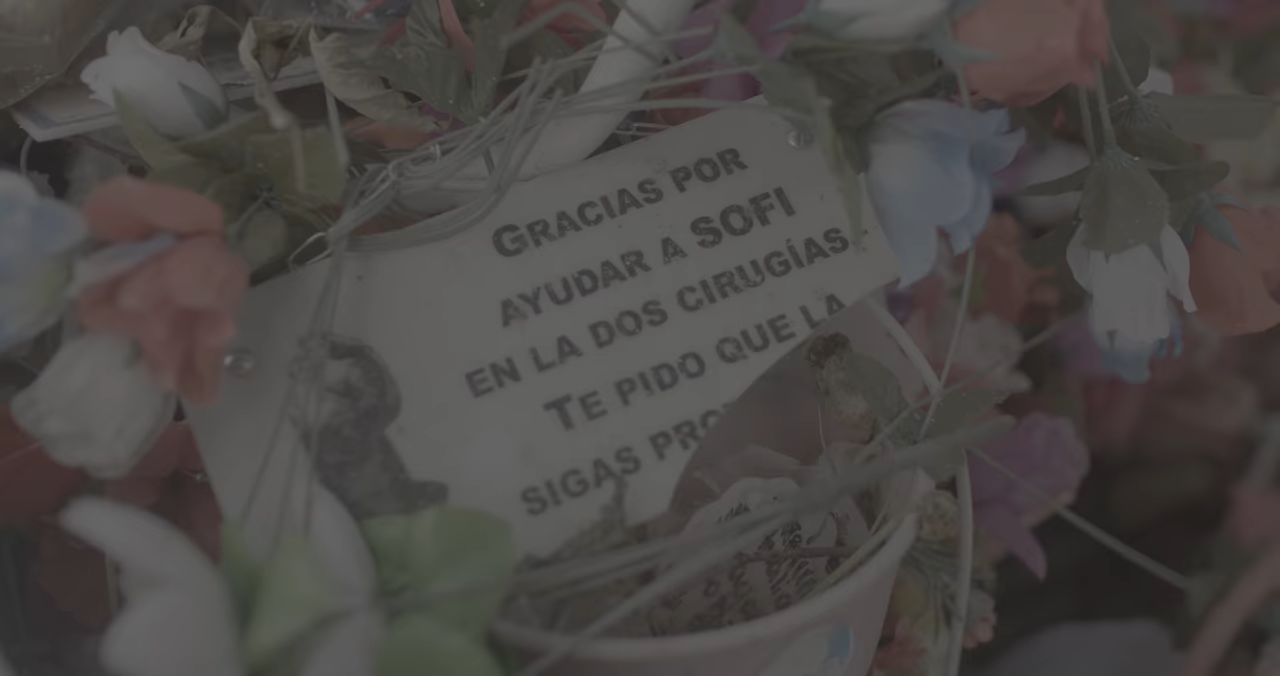 GRACIAS POR
AYUDAR A SOFI
EN LA DOS CIRUGÍAS
TE PIDO QUE LA
SIGAS